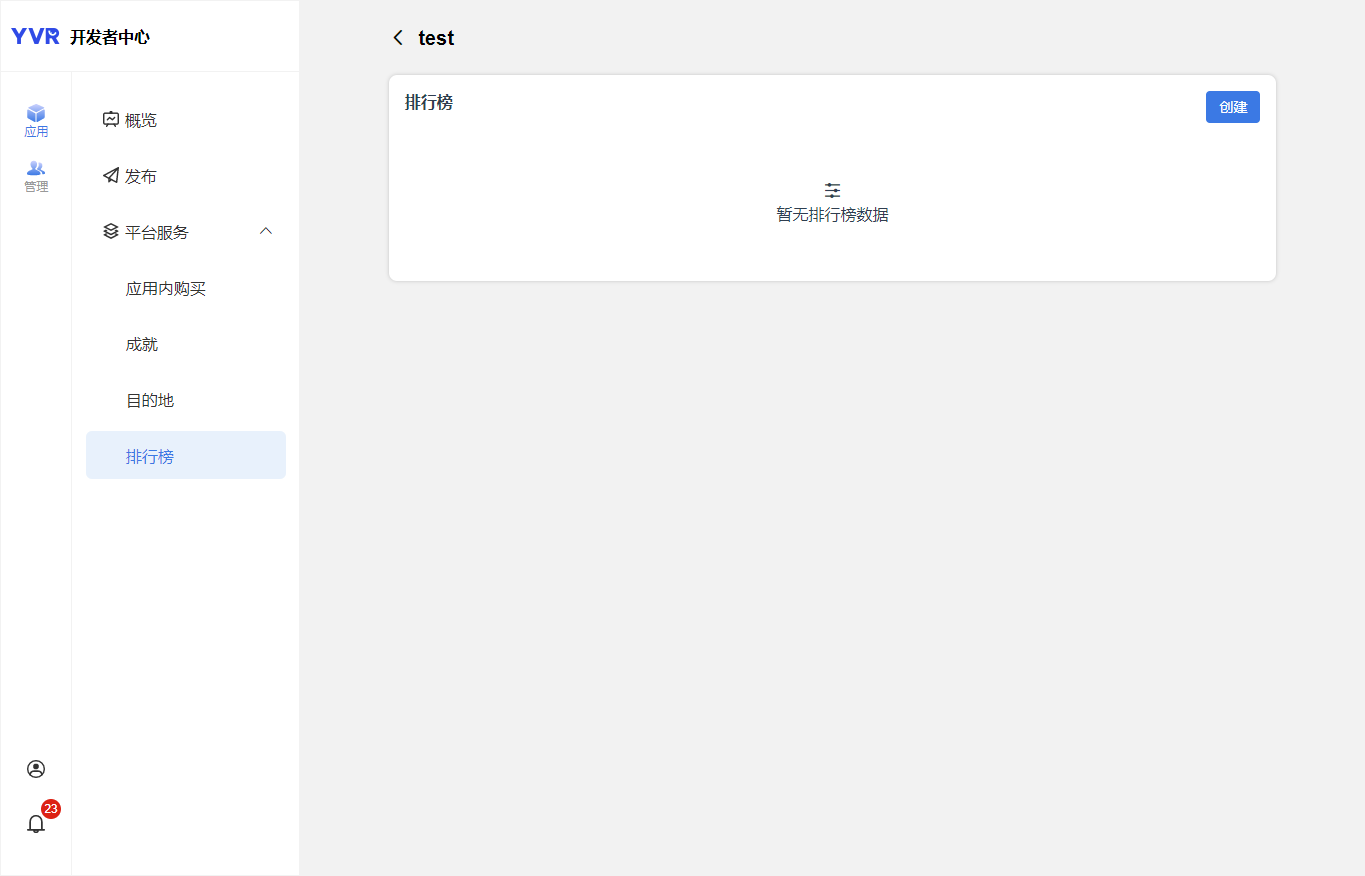 YVR 开发者中心
应用
管理
概览
发布
平台服务
应用内购买
成就
目的地
排行榜
23
test
排行榜
创建
暂无排行榜数据